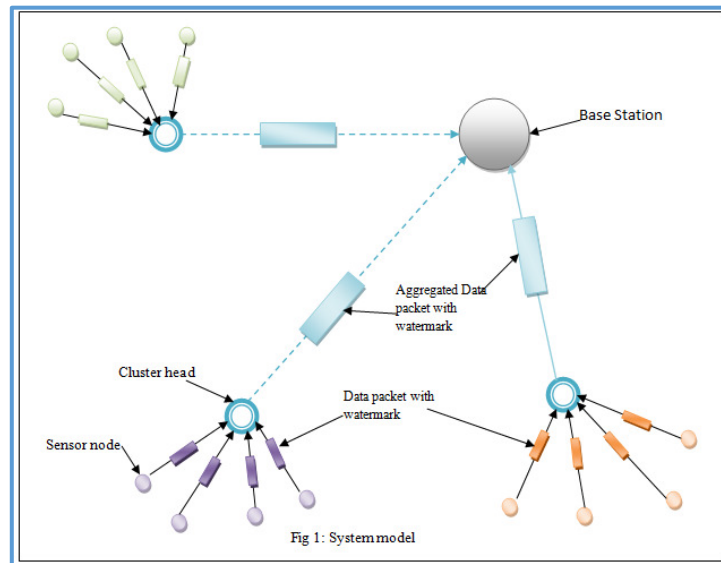 Base Station
Aggregated Data
packet with
watermark
Cluster head
Data packet with
watermark
Sensor node
Fig 1: System model